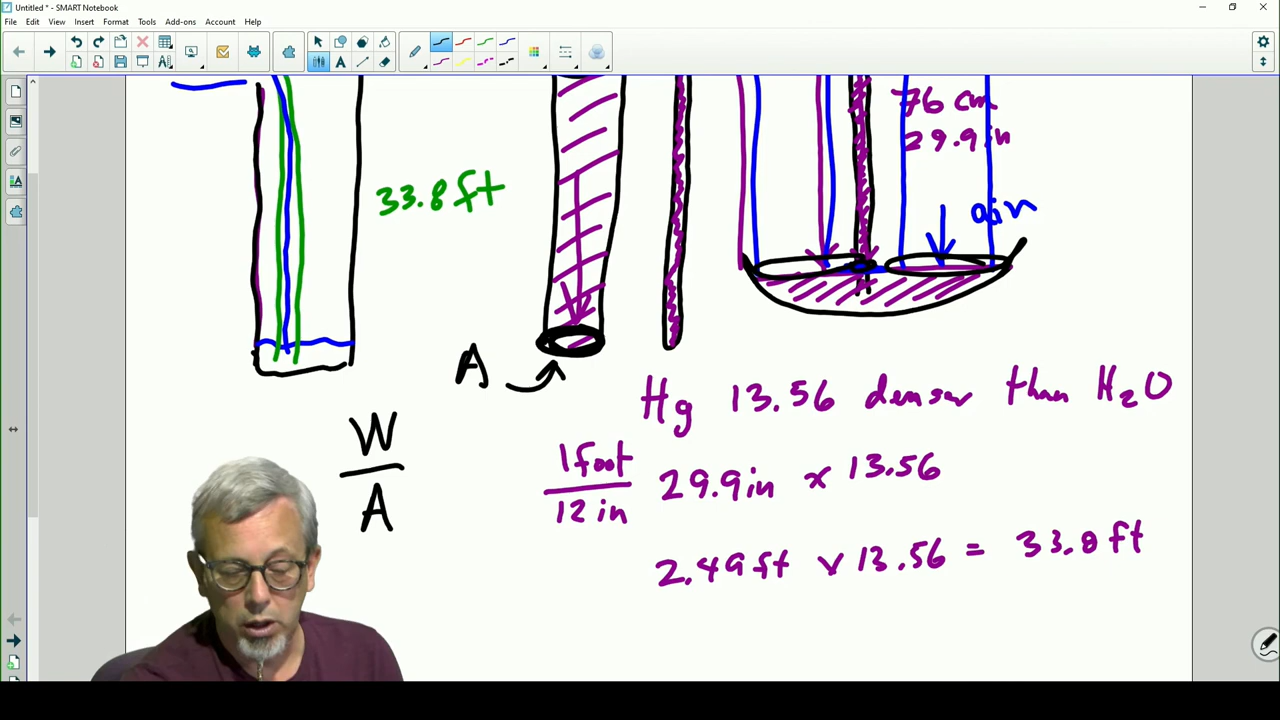 Untitled * - SMART Notebook
File Edit View Insert Format Tools Add-ons Account Help
76 cm
29.9 in
33.8 ft
air
A
Hg 13.56 denser than H2O
W
A
1 foot
12 in
29.9 in x 13.56
2.49 ft x 13.56 = 33.8 ft